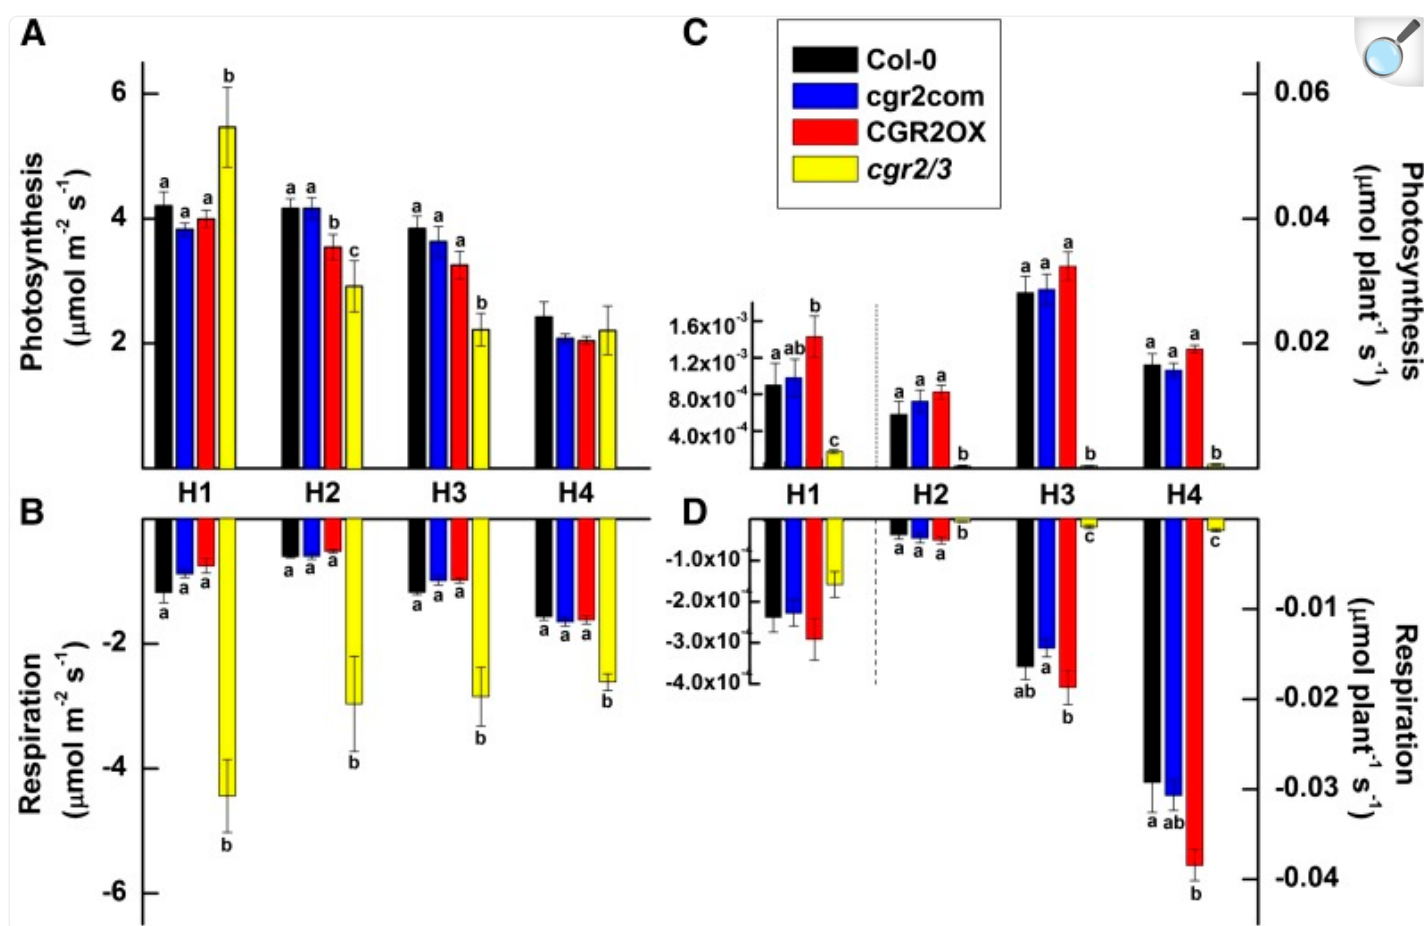 A
Photosynthesis
(μmol m⁻² s⁻¹)
6
4
2
a
a
a
b
a
a
b
c
a
a
a
b
H1
H2
H3
H4
B
Respiration
(μmol m⁻² s⁻¹)
-2
-4
-6
a
a
a
b
a
a
a
b
a
a
a
b
a
a
a
b
C
Col-0
cgr2com
CGR2OX
cgr2/3
1.6x10⁻³
1.2x10⁻³
8.0x10⁻⁴
4.0x10⁻⁴
a
ab
b
c
a
a
a
b
a
a
a
b
a
a
a
b
0.06
0.04
0.02
Photosynthesis
(μmol plant⁻¹ s⁻¹)
H1
H2
H3
H4
D
-1.0x10
-2.0x10
-3.0x10
-4.0x10
a
a
a
b
ab
a
b
c
a
ab
b
c
-0.01
-0.02
-0.03
-0.04
Respiration
(μmol plant⁻¹ s⁻¹)